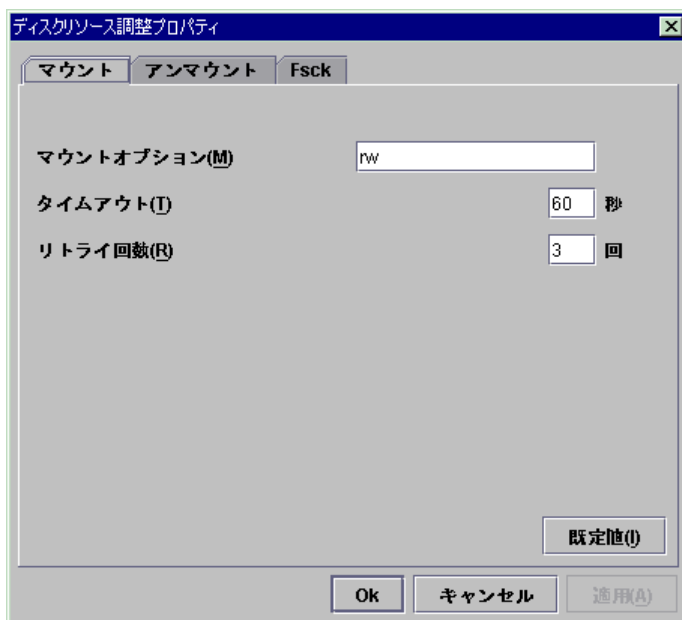 ディスクリソース調整プロパティ
マウント アンマウント Fsck
マウントオプション(M) rw
タイムアウト(T) 60 秒
リトライ回数(R) 3 回
既定値(I)
Ok キャンセル 適用(A)